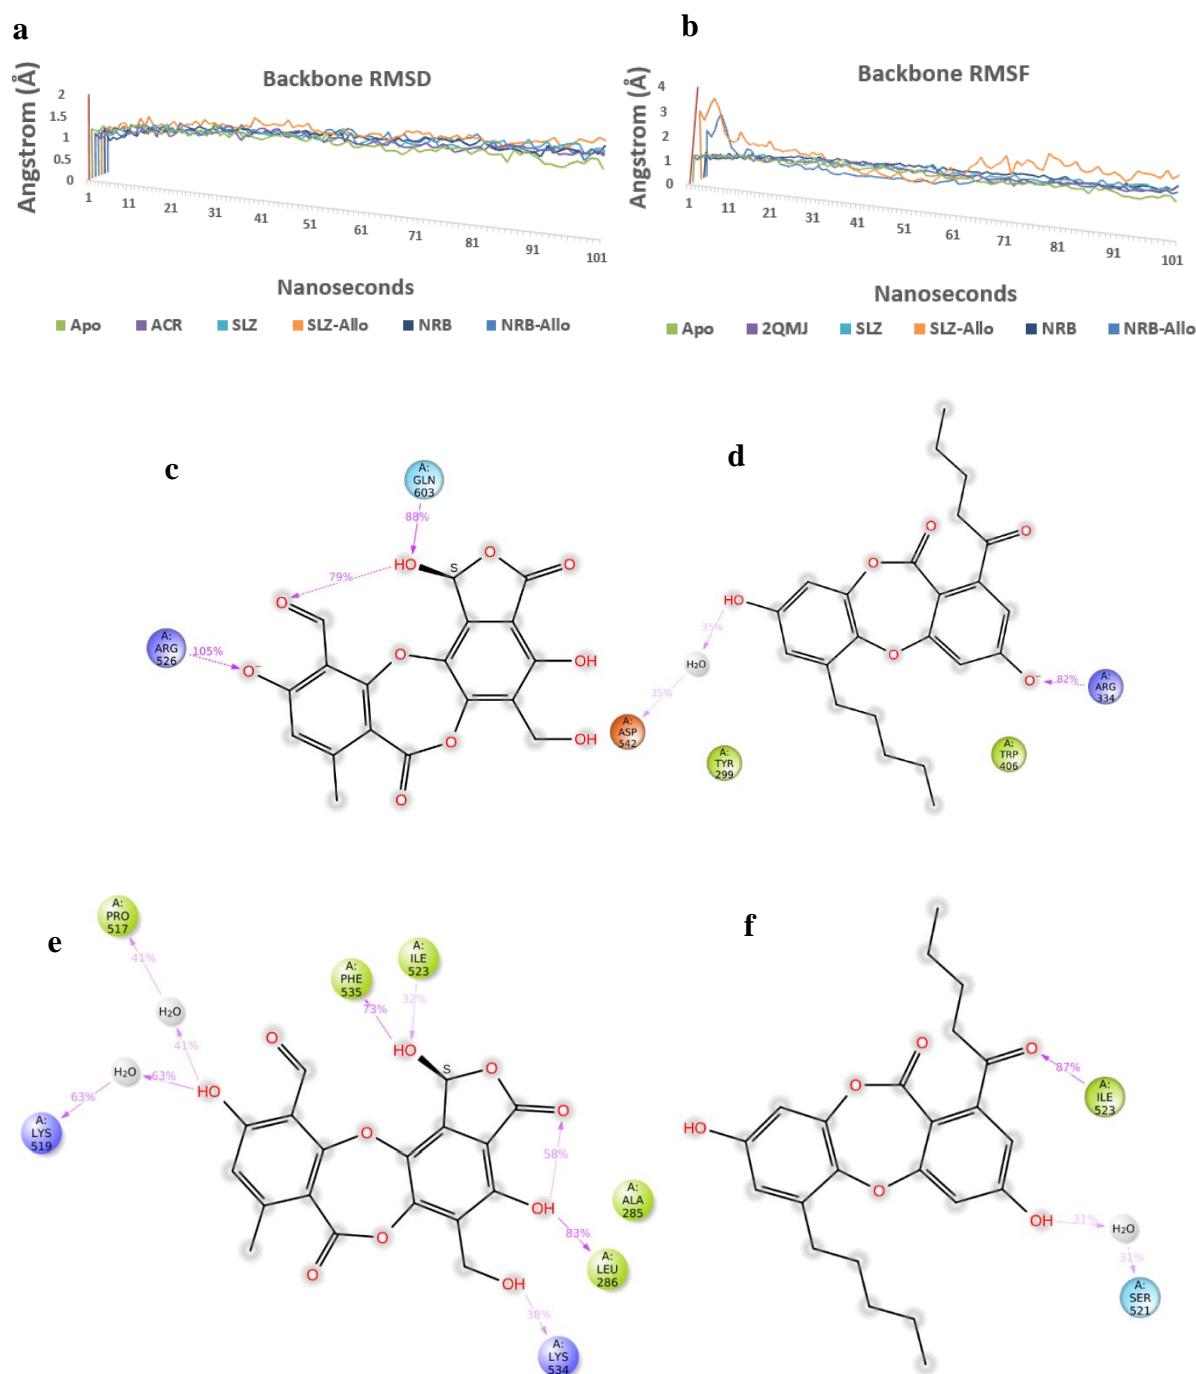 a
Backbone RMSD
Angstrom (Å)
2
1.5
1
0.5
0
1
11
21
31
41
51
61
71
81
91
101
Nanoseconds
Apo ACR SLZ SLZ-Allo NRB NRB-Allo
b
Backbone RMSF
Angstrom (Å)
4
3
2
1
0
1
11
21
31
41
51
61
71
81
91
101
Nanoseconds
Apo 2QMJ SLZ SLZ-Allo NRB NRB-Allo
c
A:
GLN
603
88%
HO
S
O
O
79%
O
A:
ARG
526
105%
O⁻
O
OH
OH
O
O
d
O
O
O
HO
35%
H₂O
35%
A:
ASP
542
O
O⁻
82%
A:
ARG
334
A:
TYR
299
A:
TRP
406
e
A:
PRO
517
41%
H₂O
41%
H₂O
63%
63%
HO
A:
LYS
519
A:
PHE
535
73%
A:
ILE
523
32%
HO
S
O
O
O
O
58%
OH
83%
A:
ALA
285
A:
LEU
286
O
O
OH
38%
A:
LYS
534
f
O
O
O
87%
A:
ILE
523
HO
O
OH
31%
H₂O
31%
A:
SER
521